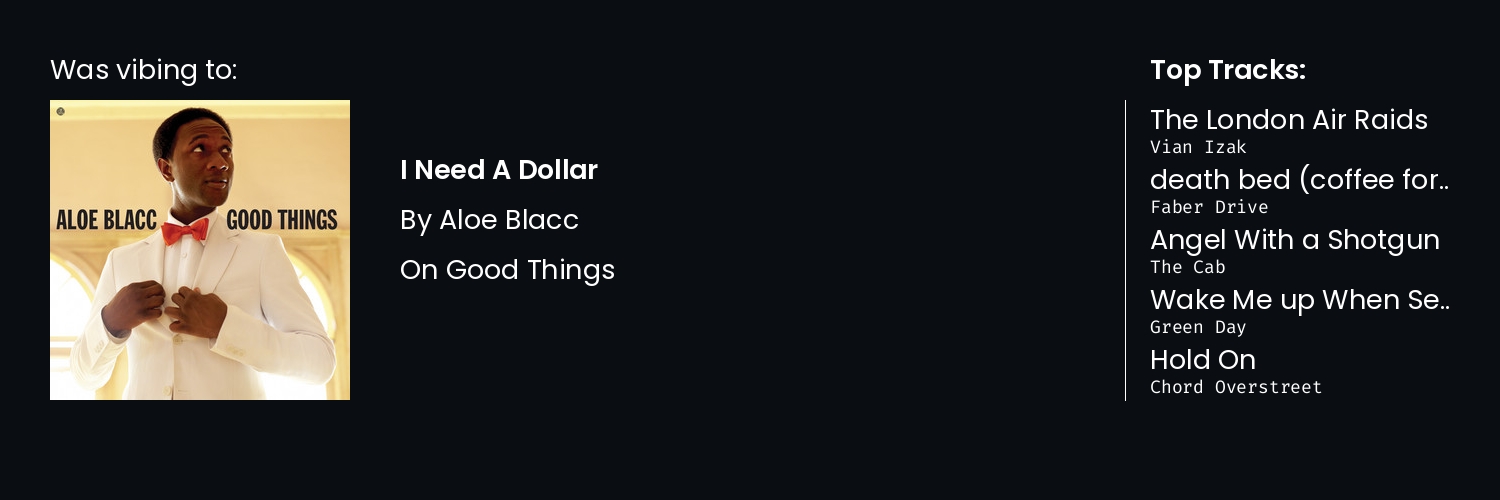 Was vibing to:
ALOE BLACC GOOD THINGS
I Need A Dollar
By Aloe Blacc
On Good Things
Top Tracks:
The London Air Raids
Vian Izak
death bed (coffee for..
Faber Drive
Angel With a Shotgun
The Cab
Wake Me up When Se..
Green Day
Hold On
Chord Overstreet